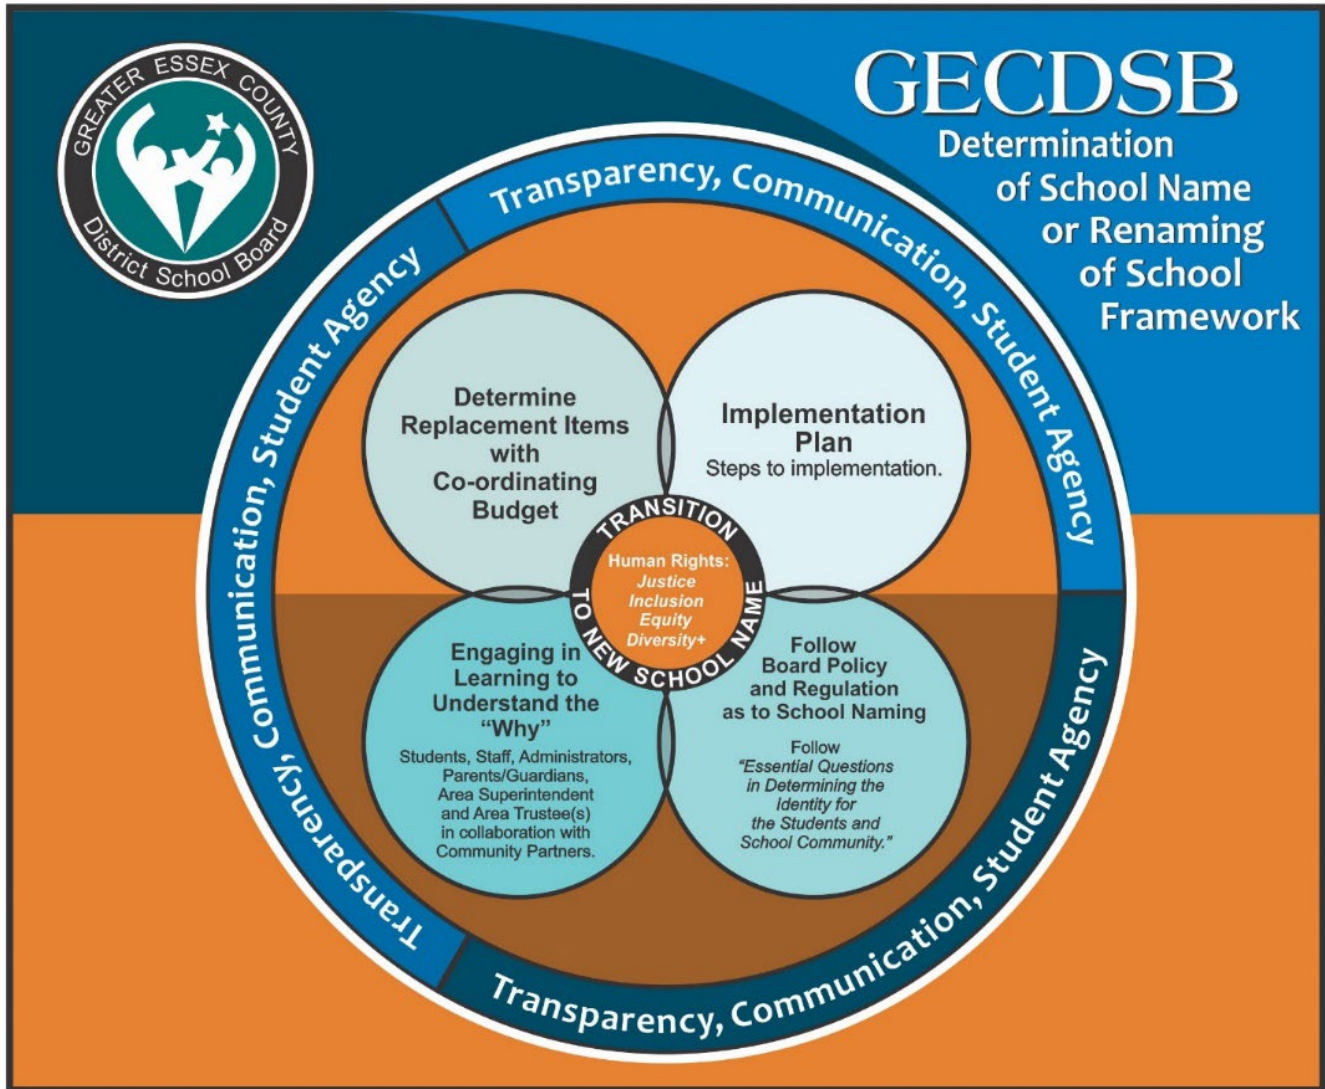 GREATER ESSEX COUNTY
District School Board
GECDSB
Determination
of School Name
or Renaming
of School
Framework
Transparency, Communication, Student Agency
Transparency, Communication, Student Agency
Transparency, Communication, Student Agency
Determine
Replacement Items
with
Co-ordinating
Budget
Implementation
Plan
Steps to implementation.
TRANSITION
TO NEW SCHOOL NAME
Human Rights:
Justice
Inclusion
Equity
Diversity+
Engaging in
Learning to
Understand the
“Why”
Students, Staff, Administrators,
Parents/Guardians,
Area Superintendent
and Area Trustee(s)
in collaboration with
Community Partners.
Follow
Board Policy
and Regulation
as to School Naming
Follow
“Essential Questions
in Determining the
Identity for
the Students and
School Community.”